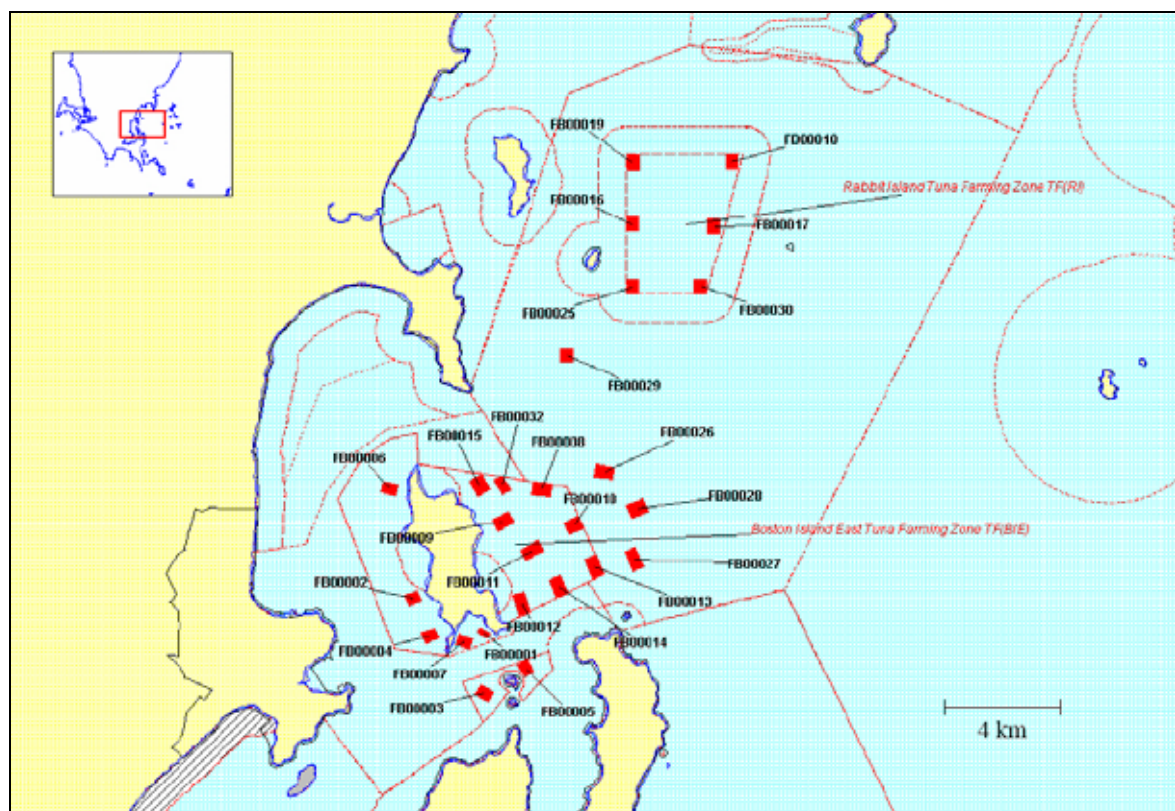 FB00019
FD00010
Rabbit Island Tuna Farming Zone TF(RI)
FB00016
FB00017
FB00025
FB00030
FB00029
FB00032
FB00015
FB00008
FB00026
FB00006
FB00018
FB00020
FB00009
Boston Island East Tuna Farming Zone TF(BIE)
FB00027
FB00011
FB00002
FB00013
FB00012
FB00014
FB00004
FB00001
FB00007
FB00003
FB00005
4 km